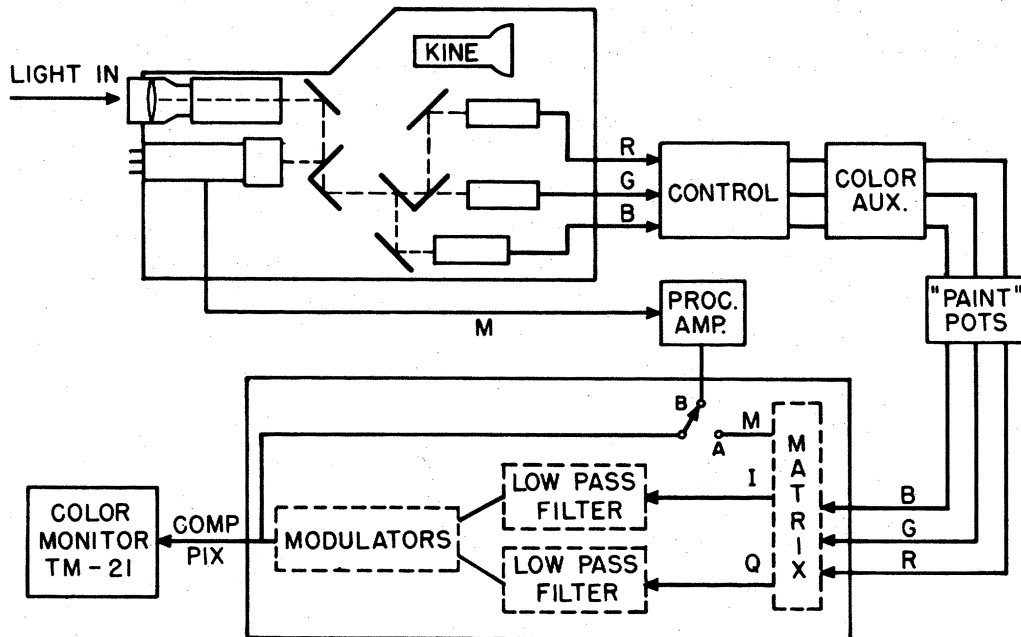 KINE
LIGHT IN
R
G
B
CONTROL
COLOR
AUX.
"PAINT"
POTS
PROC.
AMP.
M
B
A
M
MATRIX
I
Q
LOW PASS
FILTER
LOW PASS
FILTER
MODULATORS
B
G
R
COMP
PIX
COLOR
MONITOR
TM-21